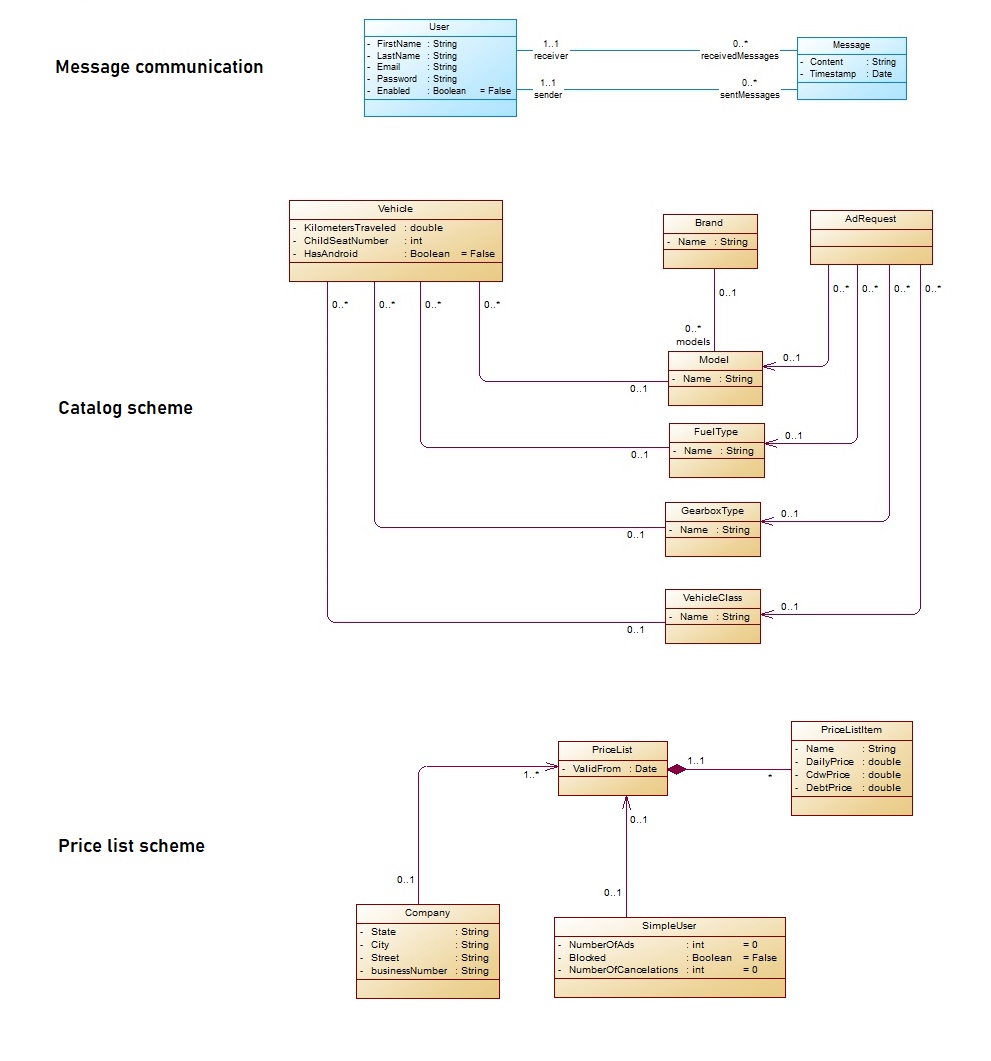 Message communication
User
- FirstName : String
- LastName : String
- Email : String
- Password : String
- Enabled : Boolean = False
1..1
receiver
0..*
receivedMessages
1..1
sender
0..*
sentMessages
Message
- Content : String
- Timestamp : Date
Catalog scheme
Vehicle
- KilometersTraveled : double
- ChildSeatNumber : int
- HasAndroid : Boolean = False
Brand
- Name : String
AdRequest
0..1
0..*
models
0..* 0..* 0..* 0..*
0..* 0..* 0..* 0..*
Model
- Name : String
0..1
0..1
FuelType
- Name : String
0..1
0..1
GearboxType
- Name : String
0..1
0..1
VehicleClass
- Name : String
0..1
0..1
Price list scheme
PriceList
- ValidFrom : Date
1..1
*
PriceListItem
- Name : String
- DailyPrice : double
- CdwPrice : double
- DebtPrice : double
1..*
0..1
0..1
0..1
Company
- State : String
- City : String
- Street : String
- businessNumber : String
SimpleUser
- NumberOfAds : int = 0
- Blocked : Boolean = False
- NumberOfCancelations : int = 0